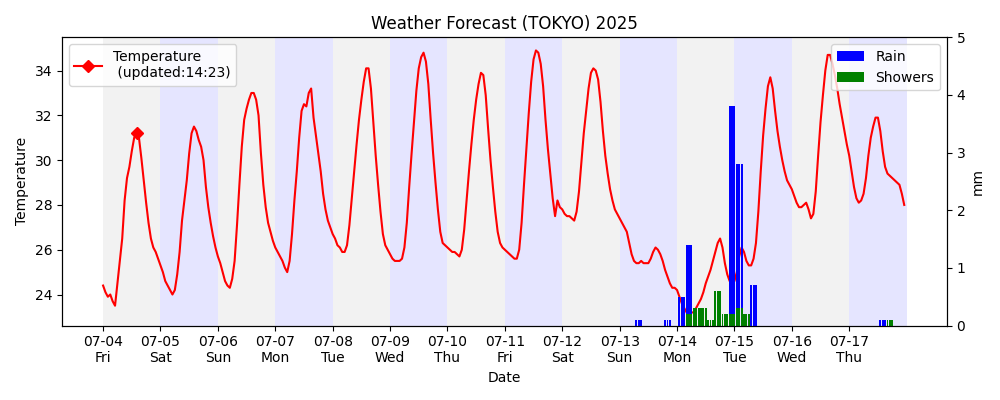 Weather Forecast (TOKYO) 2025
Temperature
(updated:14:23)
Rain
Showers
34
32
30
28
26
24
Temperature
5
4
3
2
1
0
mm
07-04 07-05 07-06 07-07 07-08 07-09 07-10 07-11 07-12 07-13 07-14 07-15 07-16 07-17
Fri Sat Sun Mon Tue Wed Thu Fri Sat Sun Mon Tue Wed Thu
Date